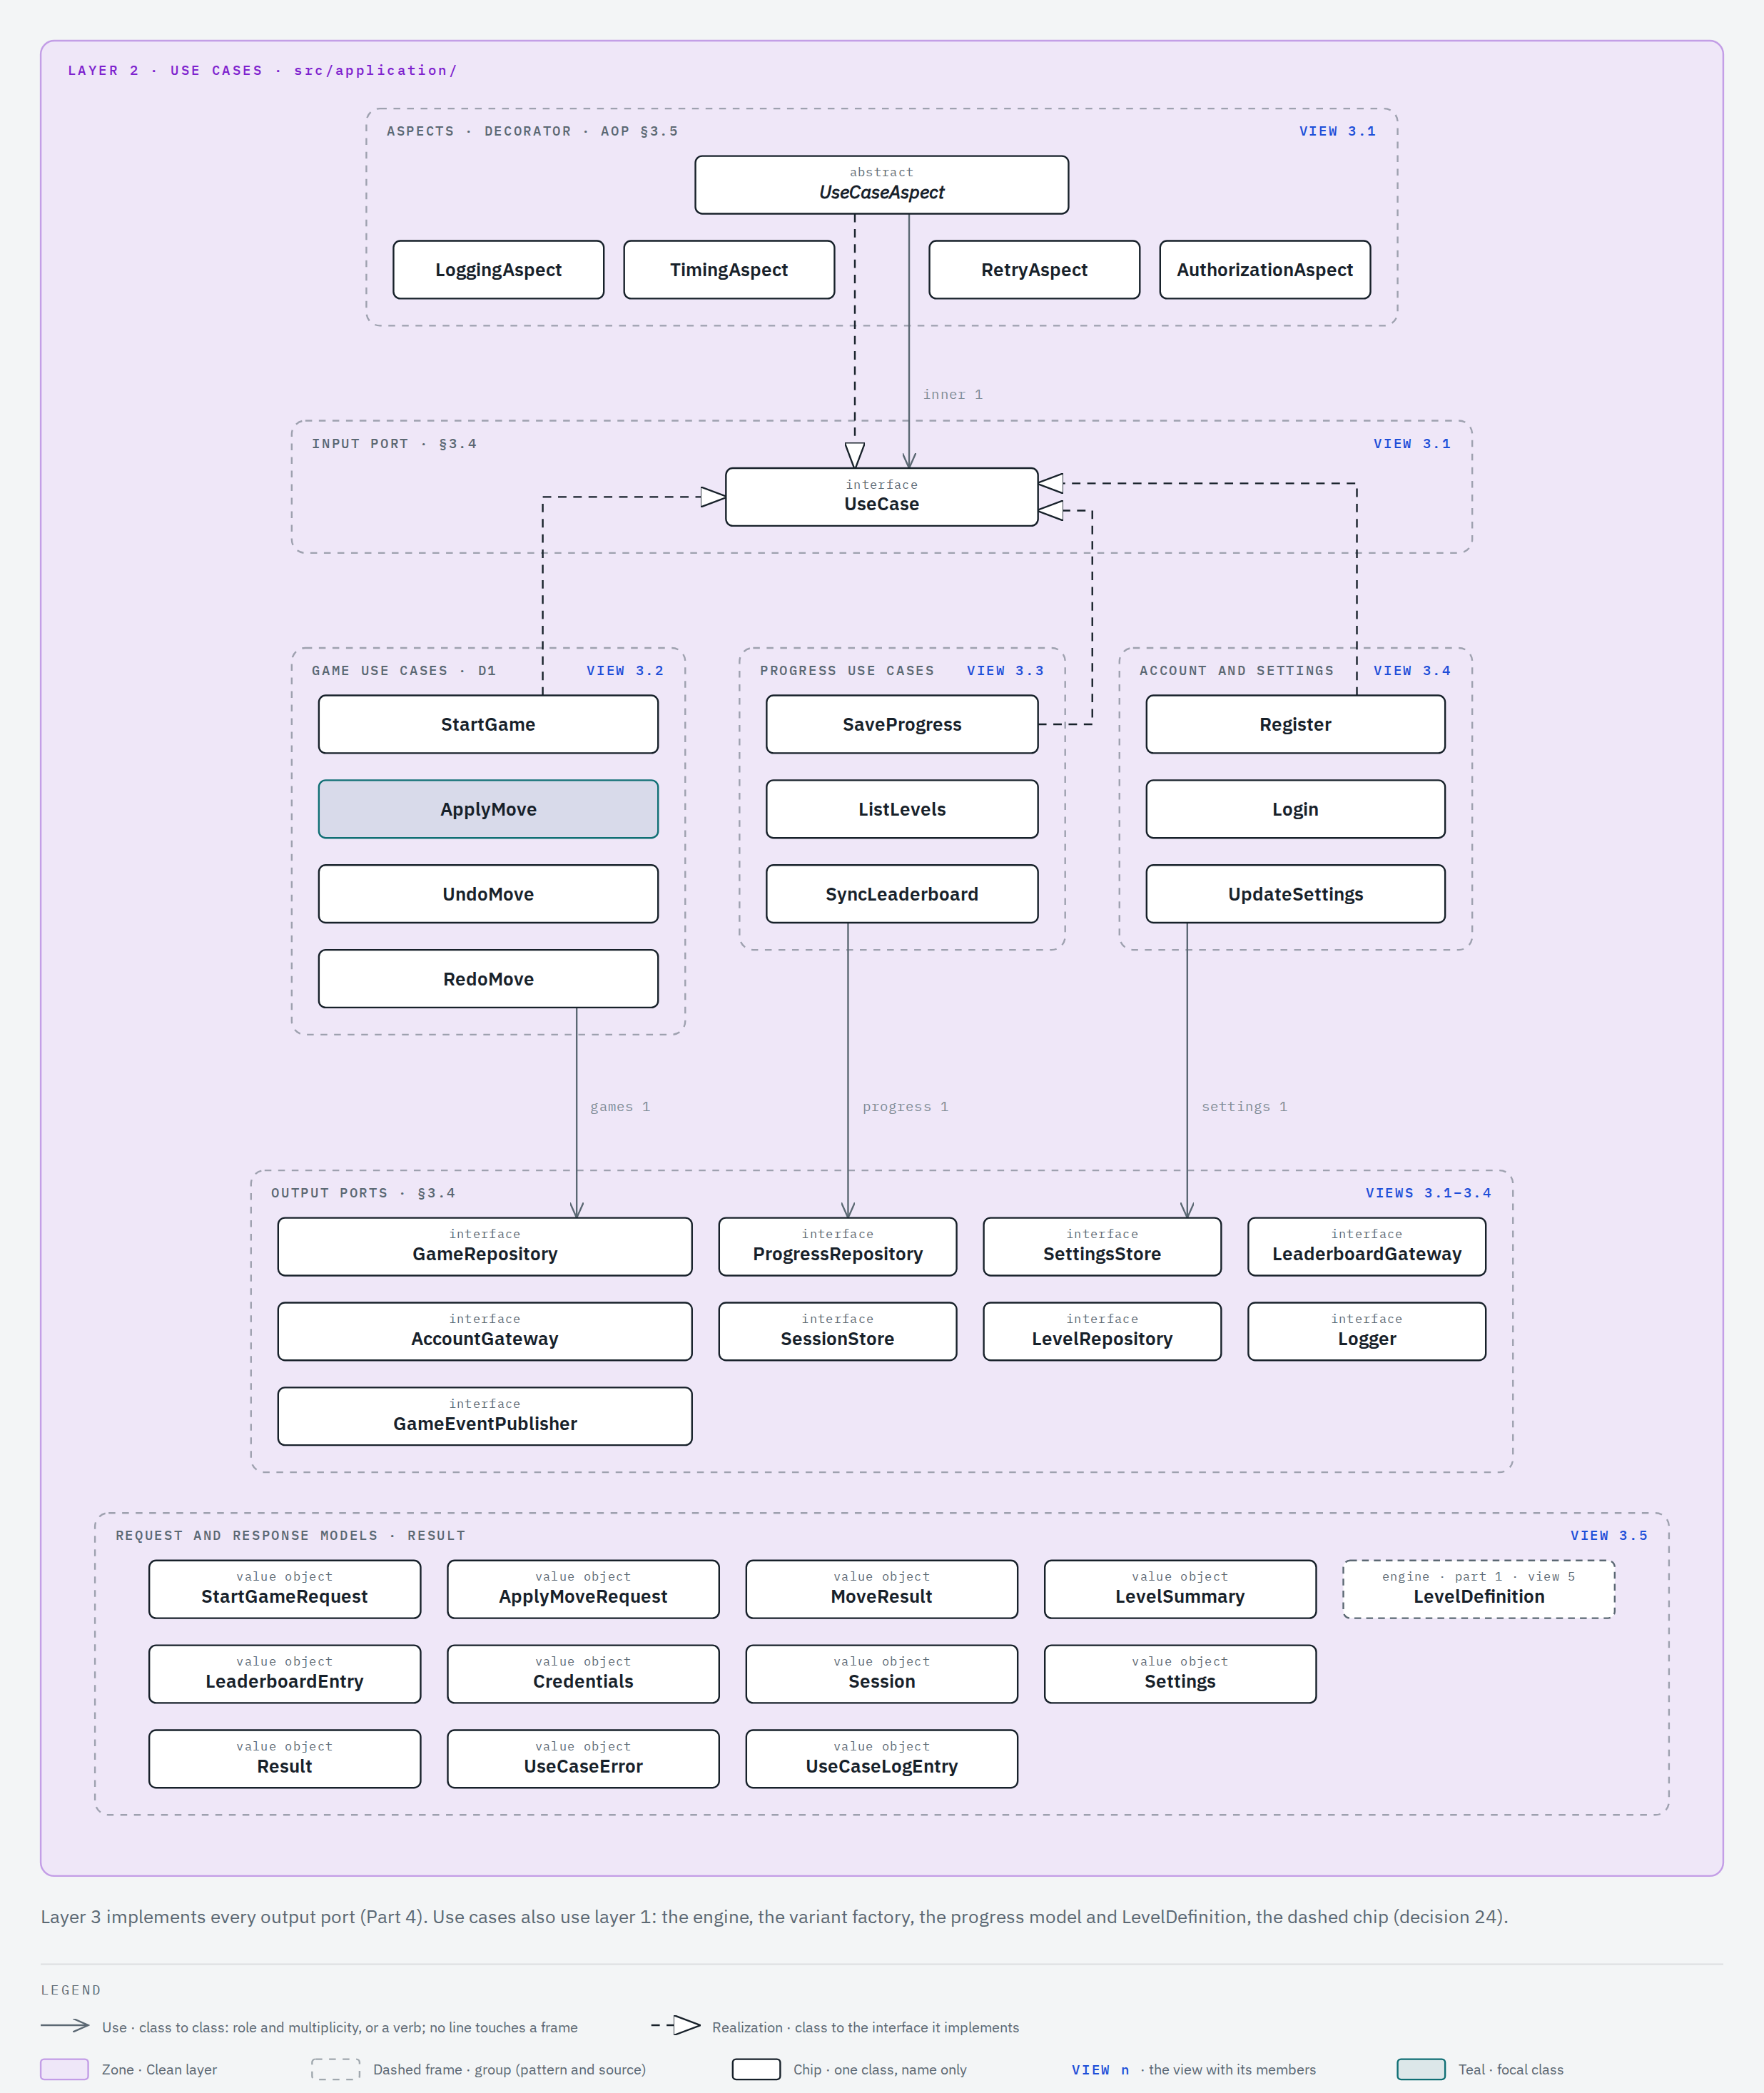 LAYER 2 · USE CASES · src/application/
ASPECTS · DECORATOR · AOP §3.5
VIEW 3.1
abstract
UseCaseAspect
LoggingAspect
TimingAspect
RetryAspect
AuthorizationAspect
inner 1
INPUT PORT · §3.4
VIEW 3.1
interface
UseCase
GAME USE CASES · D1
VIEW 3.2
StartGame
ApplyMove
UndoMove
RedoMove
PROGRESS USE CASES
VIEW 3.3
SaveProgress
ListLevels
SyncLeaderboard
ACCOUNT AND SETTINGS
VIEW 3.4
Register
Login
UpdateSettings
games 1
progress 1
settings 1
OUTPUT PORTS · §3.4
VIEWS 3.1–3.4
interface
GameRepository
interface
ProgressRepository
interface
SettingsStore
interface
LeaderboardGateway
interface
AccountGateway
interface
SessionStore
interface
LevelRepository
interface
Logger
interface
GameEventPublisher
REQUEST AND RESPONSE MODELS · RESULT
VIEW 3.5
value object
StartGameRequest
value object
ApplyMoveRequest
value object
MoveResult
value object
LevelSummary
engine · part 1 · view 5
LevelDefinition
value object
LeaderboardEntry
value object
Credentials
value object
Session
value object
Settings
value object
Result
value object
UseCaseError
value object
UseCaseLogEntry
Layer 3 implements every output port (Part 4). Use cases also use layer 1: the engine, the variant factory, the progress model and LevelDefinition, the dashed chip (decision 24).
LEGEND
Use · class to class: role and multiplicity, or a verb; no line touches a frame
Realization · class to the interface it implements
Zone · Clean layer
Dashed frame · group (pattern and source)
Chip · one class, name only
VIEW n · the view with its members
Teal · focal class